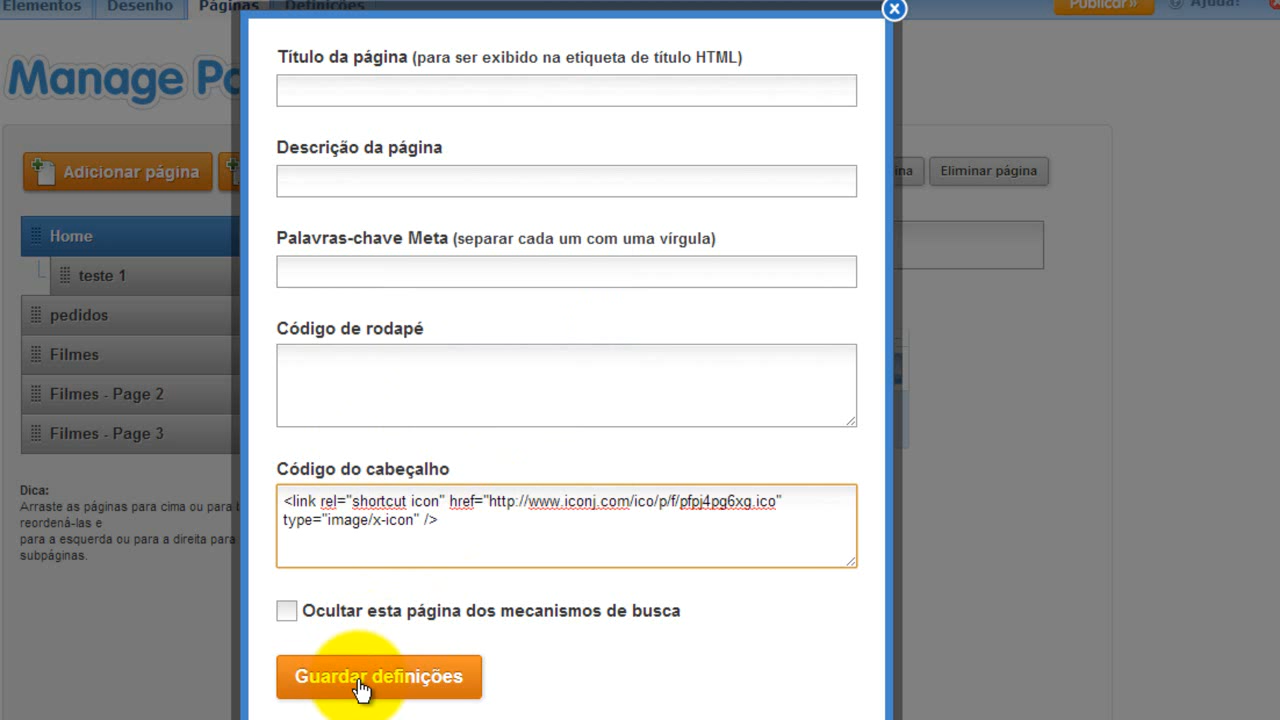 Elementos
Desenho
Páginas
Definições
Publicar»
Ajuda!
Manage
Título da página (para ser exibido na etiqueta de título HTML)
Descrição da página
Adicionar página
Eliminar página
Home
Palavras-chave Meta (separar cada um com uma vírgula)
teste 1
pedidos
Código de rodapé
Filmes
Filmes - Page 2
Filmes - Page 3
Código do cabeçalho
<link rel="shortcut icon" href="http://www.iconj.com/ico/p/f/pfpj4pg6xg.ico"
type="image/x-icon" />
Dica:
Arraste as páginas para cima ou para
reordená-las e
para a esquerda ou para a direita para
subpáginas.
Ocultar esta página dos mecanismos de busca
Guardar definições